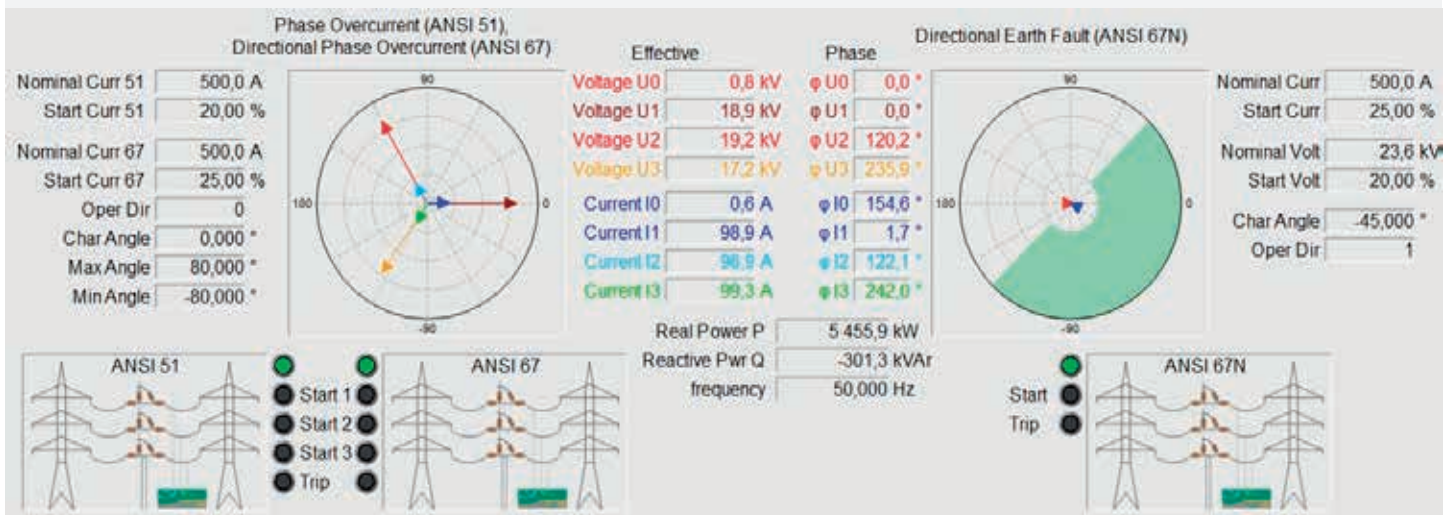 Phase Overcurrent (ANSI 51),
Directional Phase Overcurrent (ANSI 67)
Nominal Curr 51 500,0 A
Start Curr 51 20,00 %
Nominal Curr 67 500,0 A
Start Curr 67 25,00 %
Oper Dir 0
Char Angle 0,000 °
Max Angle 80,000 °
Min Angle -80,000 °
90
180
0
-90
Effective Phase
Voltage U0 0,8 kV φ U0 0,0 °
Voltage U1 18,9 kV φ U1 0,0 °
Voltage U2 19,2 kV φ U2 120,2 °
Voltage U3 17,2 kV φ U3 235,9 °
Current I0 0,6 A φ I0 154,6 °
Current I1 98,9 A φ I1 1,7 °
Current I2 98,9 A φ I2 122,1 °
Current I3 99,3 A φ I3 242,0 °
Real Power P 5 455,9 kW
Reactive Pwr Q -301,3 kVAr
frequency 50,000 Hz
Directional Earth Fault (ANSI 67N)
90
180
0
-90
Nominal Curr 500,0 A
Start Curr 25,00 %
Nominal Volt 23,6 kV
Start Volt 20,00 %
Char Angle -45,000 °
Oper Dir 1
ANSI 51
Start 1
Start 2
Start 3
Trip
ANSI 67
Start
Trip
ANSI 67N